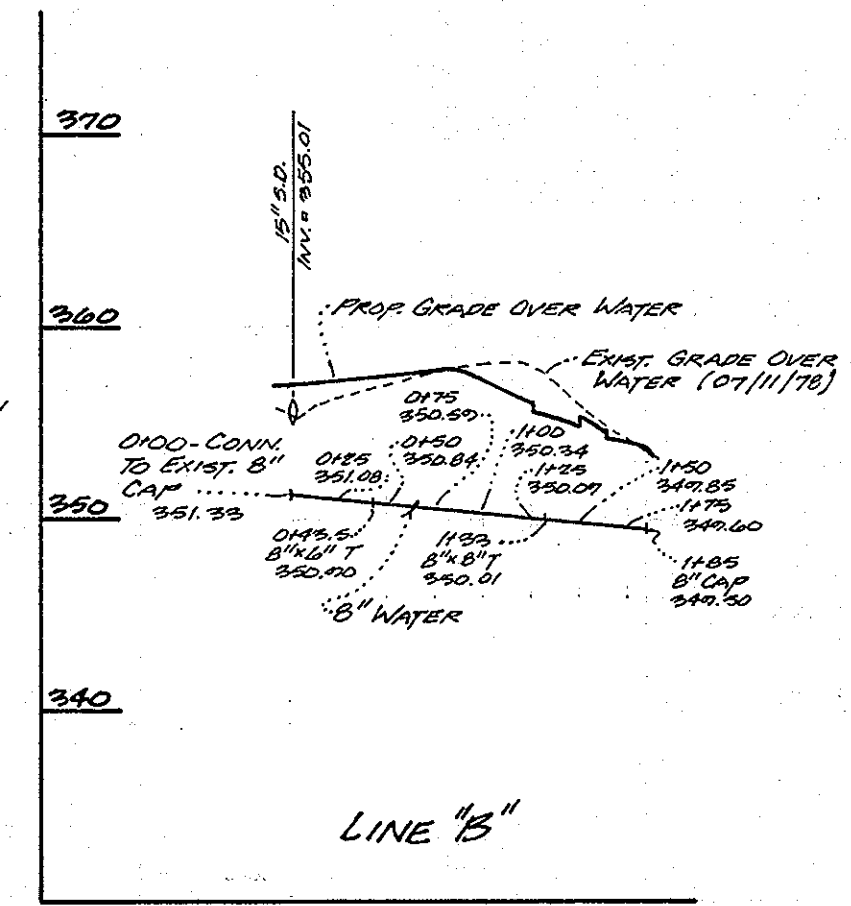 370
15" S.D.
INV. = 355.01
360
PROP. GRADE OVER WATER
EXIST. GRADE OVER
WATER (07/11/78)
0+00 - CONN.
TO EXIST. 8"
CAP
351.33
0+25
351.08
0+50
350.84
0+75
350.59
1+00
350.34
1+25
350.09
1+50
349.85
1+75
349.60
350
0+43.5
8"x6" T
350.90
8" WATER
1+33
8"x8" T
350.01
1+85
8" CAP
349.50
340
LINE "B"